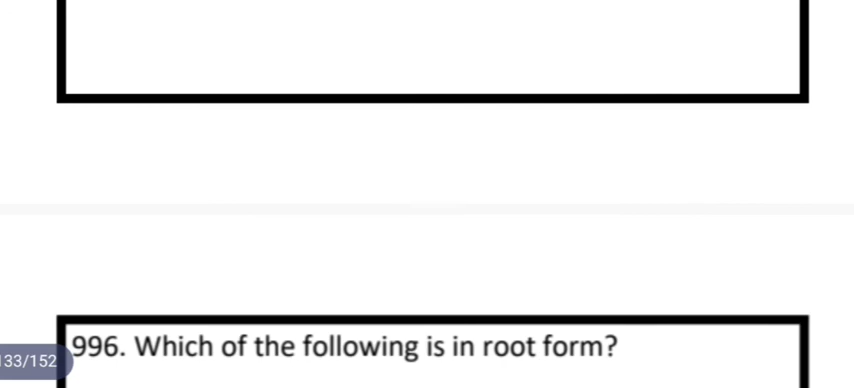 996. Which of the following is in root form?
133/152